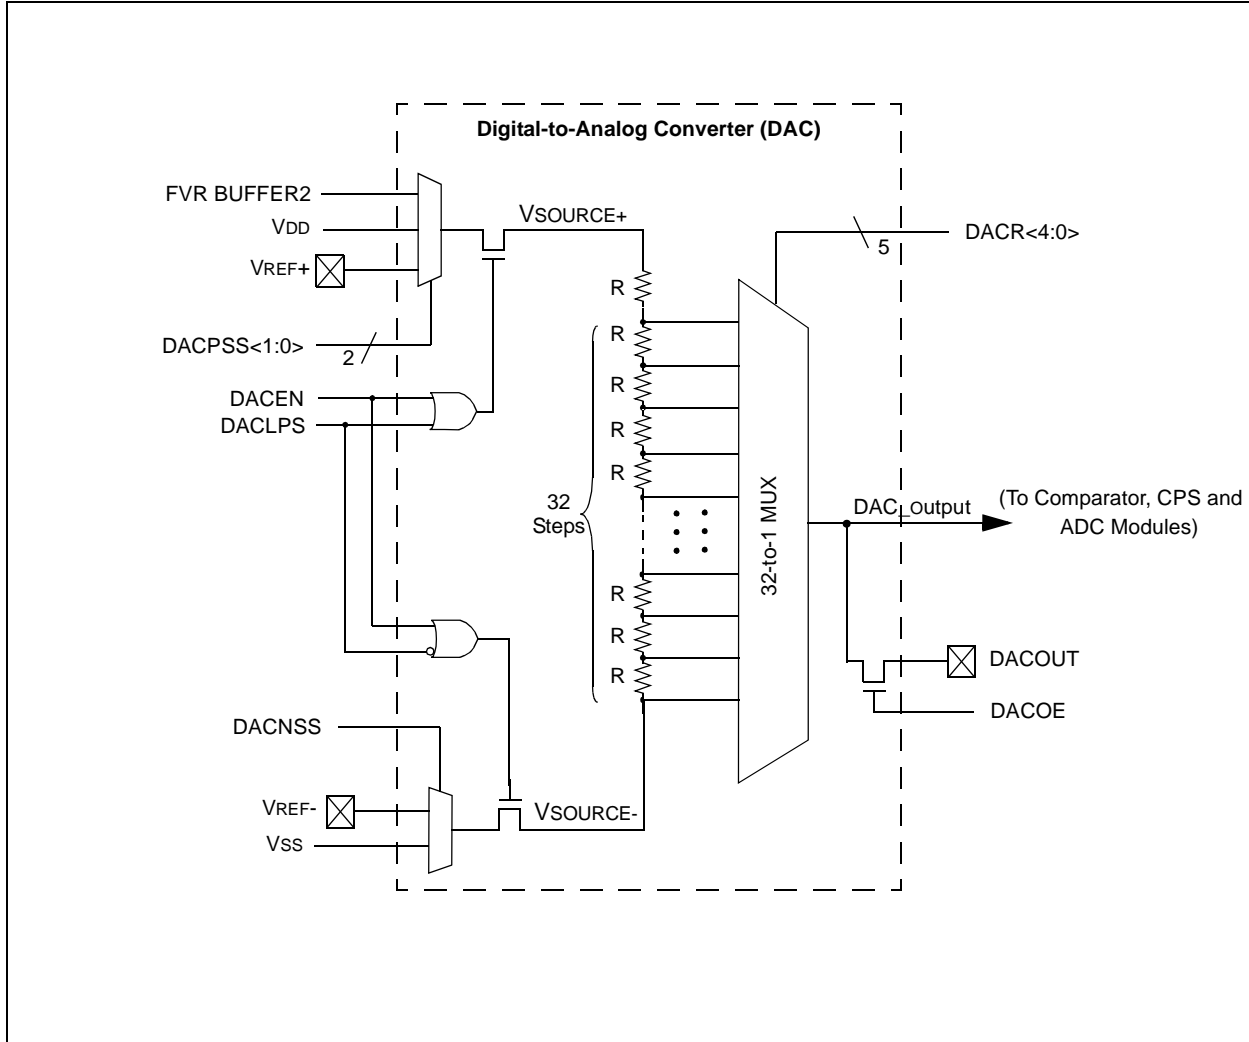 Digital-to-Analog Converter (DAC)
FVR BUFFER2
VDD
VREF+
VSOURCE+
DACR<4:0>
5
R
DACPSS<1:0>
2
R
R
R
R
DACEN
DACLPS
32
Steps
32-to-1 MUX
DAC_Output
(To Comparator, CPS and
ADC Modules)
R
R
R
DACOUT
DACOE
DACNSS
VREF-
VSOURCE-
VSS